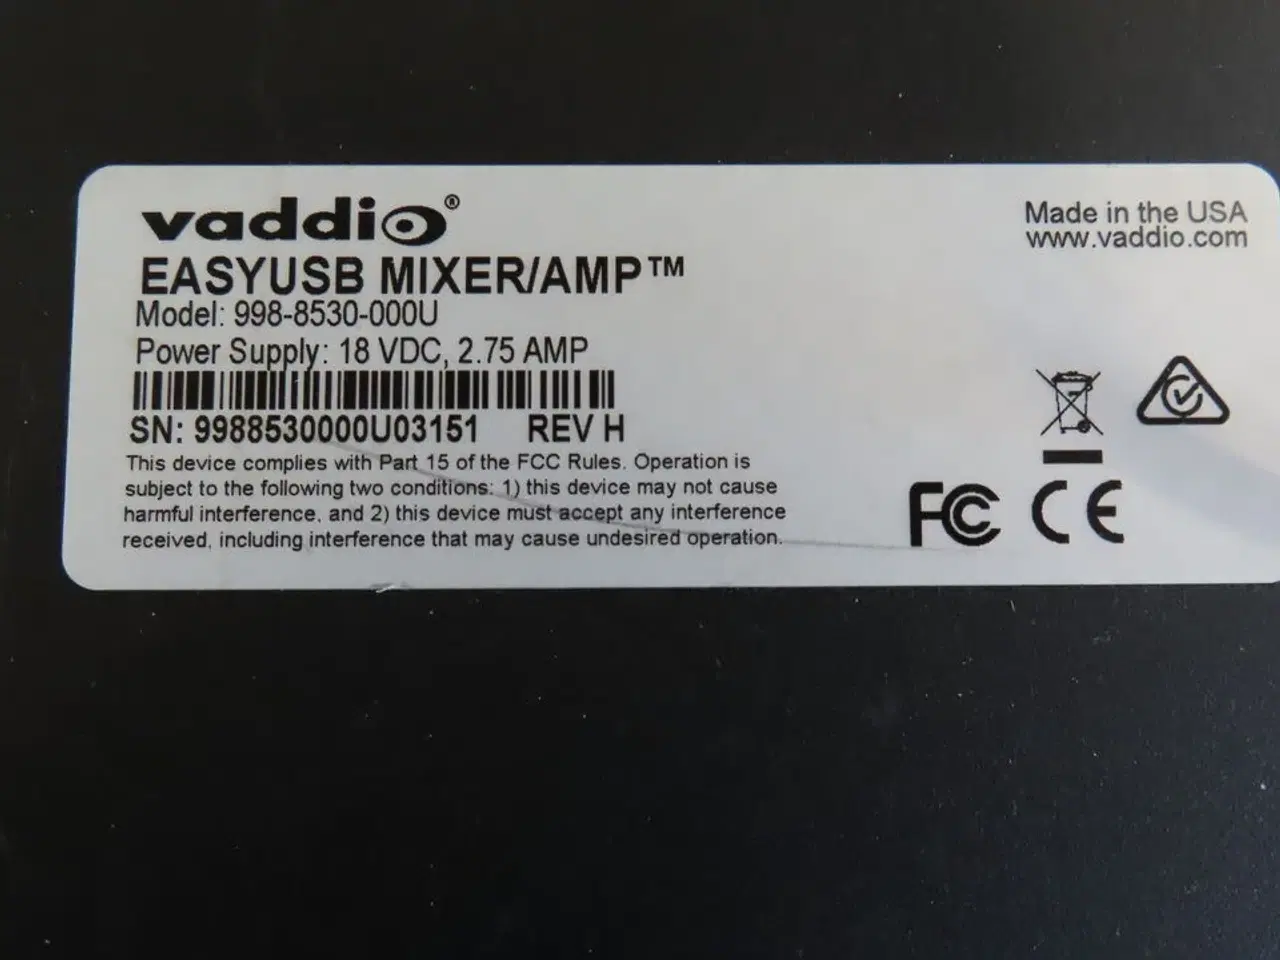 vaddio®
EASYUSB MIXER/AMP™
Model: 998-8530-000U
Power Supply: 18 VDC, 2.75 AMP
SN: 9988530000U03151 REV H
This device complies with Part 15 of the FCC Rules. Operation is
subject to the following two conditions: 1) this device may not cause
harmful interference, and 2) this device must accept any interference
received, including interference that may cause undesired operation.
Made in the USA
www.vaddio.com
FC CE